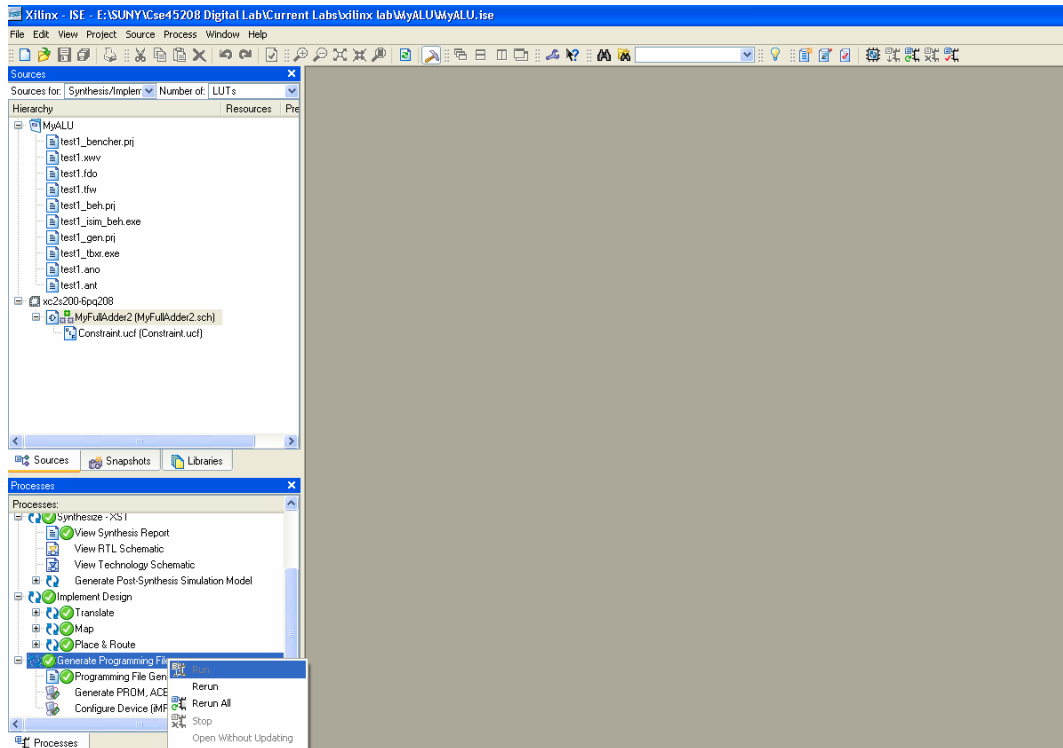 Xilinx - ISE - E:\SUNY\Cse45208 Digital Lab\Current Labs\xilinx lab\MyALU\MyALU.ise
File Edit View Project Source Process Window Help
Sources
Sources for: Synthesis/Implem Number of: LUTs
Hierarchy Resources Pre
MyALU
test1_bencher.prj
test1.xwv
test1.fdo
test1.tfw
test1_beh.prj
test1_isim_beh.exe
test1_gen.prj
test1_tbxr.exe
test1.ano
test1.ant
xc2s200-6pq208
MyFullAdder2 (MyFullAdder2.sch)
Constraint.ucf (Constraint.ucf)
Sources Snapshots Libraries
Processes
Processes:
Synthesize - XST
View Synthesis Report
View RTL Schematic
View Technology Schematic
Generate Post-Synthesis Simulation Model
Implement Design
Translate
Map
Place & Route
Generate Programming File
Run
Programming File Gen
Rerun
Generate PROM, ACE
Rerun All
Configure Device (iMP
Stop
Open Without Updating
Processes